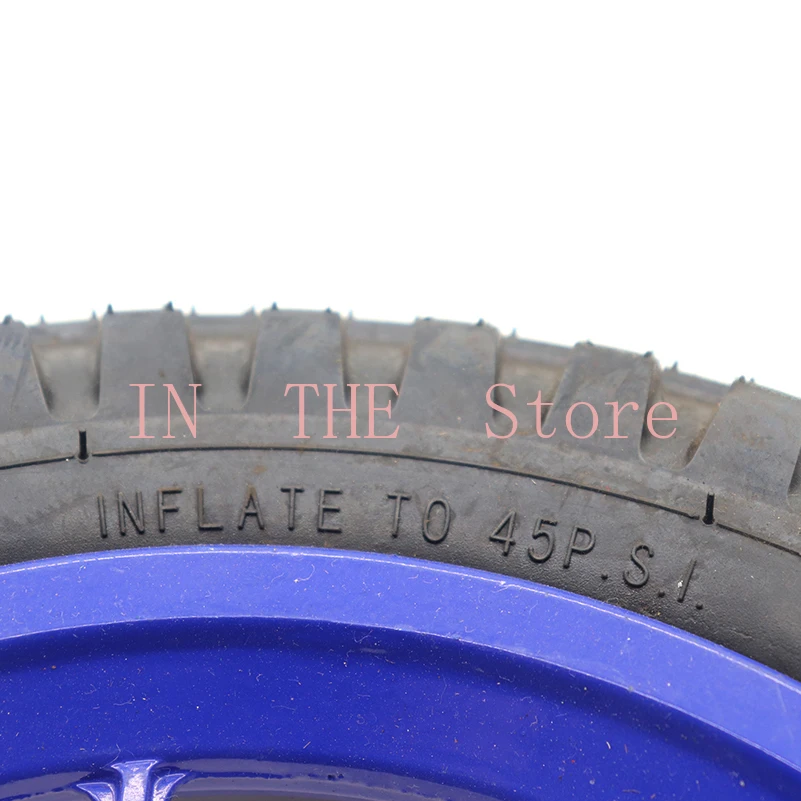 IN THE Store
INFLATE TO 45P.S.I.